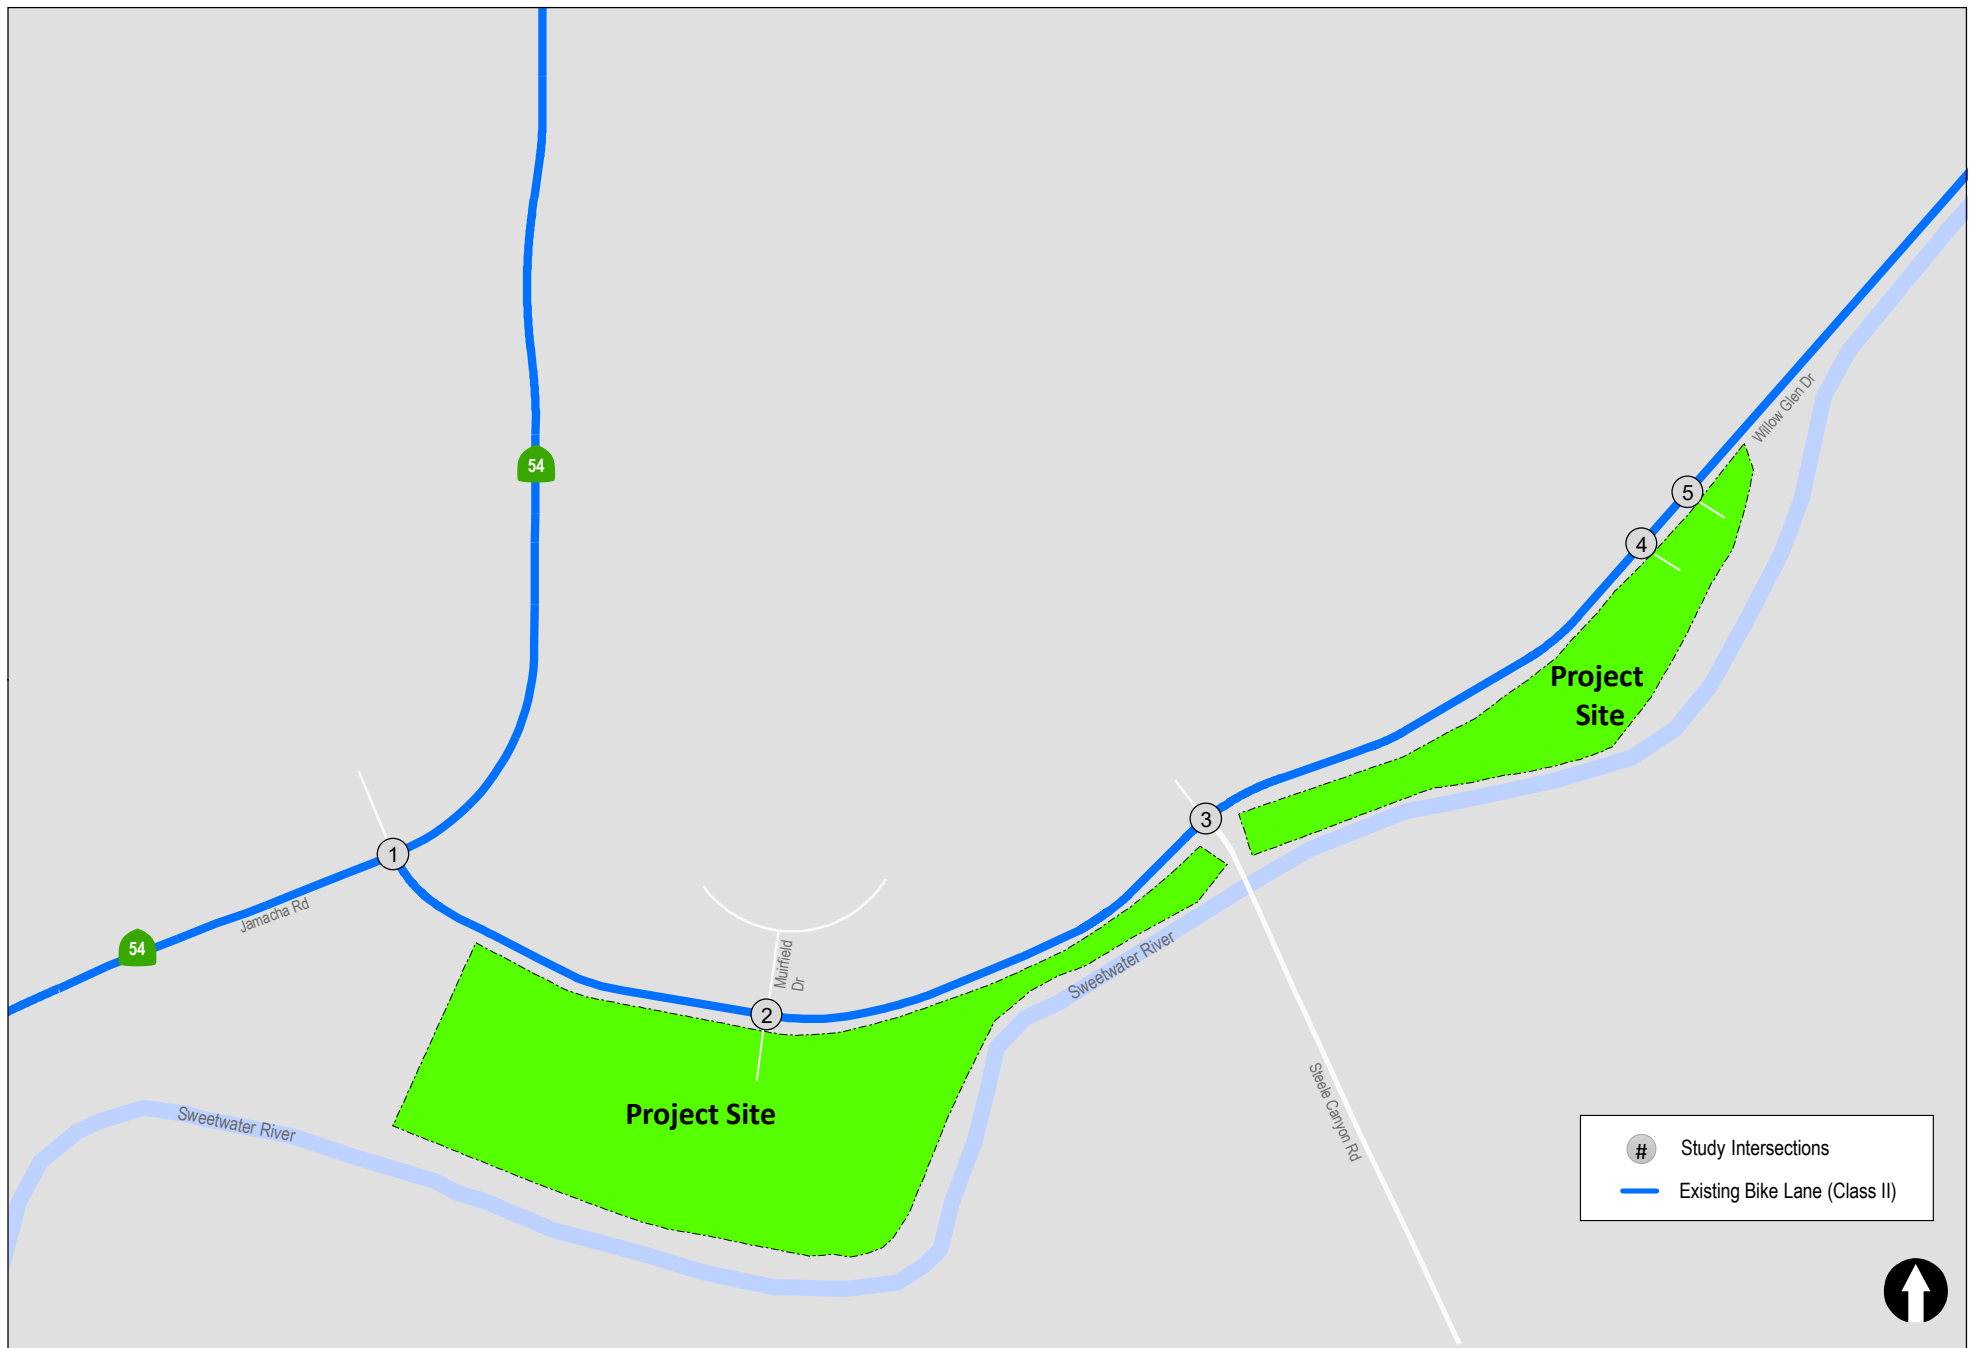 54
Willow Glen Dr
5
4
Project
Site
3
1
Jamacha Rd
54
Muirfield
Dr
2
Sweetwater River
Steele Canyon Rd
Project Site
Sweetwater River
# Study Intersections
Existing Bike Lane (Class II)